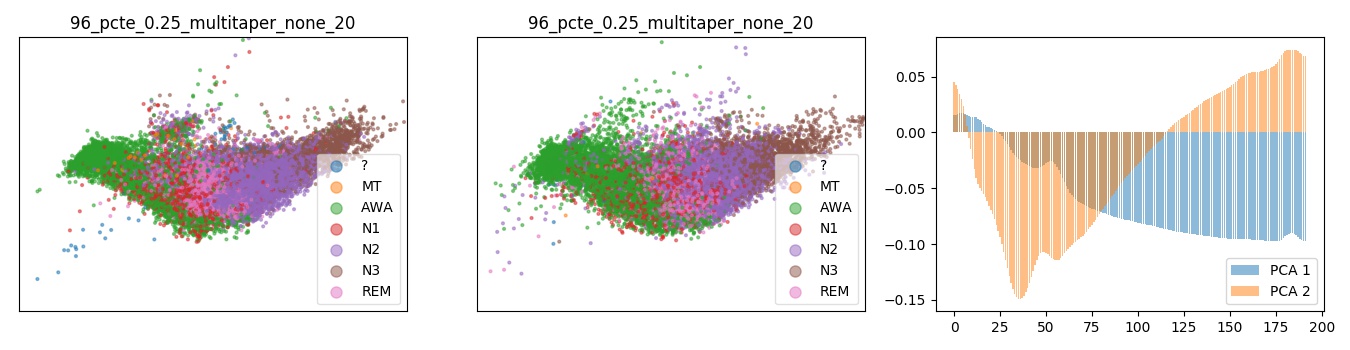 96_pcte_0.25_multitaper_none_20
?
MT
AWA
N1
N2
N3
REM
96_pcte_0.25_multitaper_none_20
?
MT
AWA
N1
N2
N3
REM
0.05
0.00
−0.05
−0.10
−0.15
0
25
50
75
100
125
150
175
200
PCA 1
PCA 2